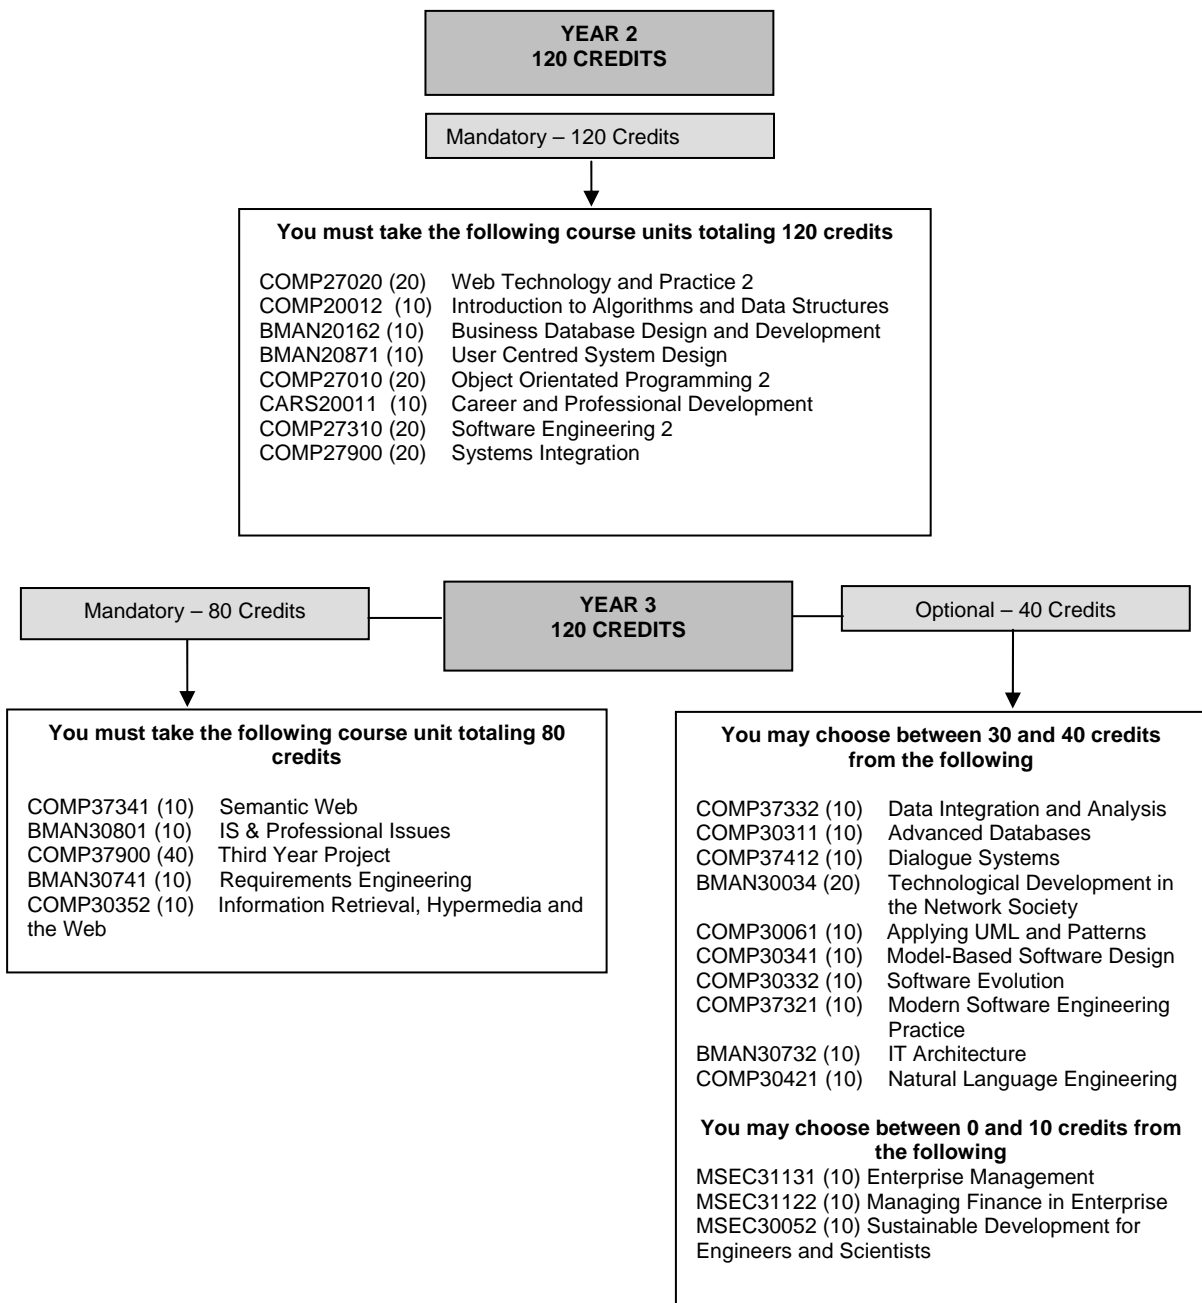 YEAR 2
120 CREDITS
Mandatory – 120 Credits
You must take the following course units totaling 120 credits
COMP27020 (20) Web Technology and Practice 2
COMP20012 (10) Introduction to Algorithms and Data Structures
BMAN20162 (10) Business Database Design and Development
BMAN20871 (10) User Centred System Design
COMP27010 (20) Object Orientated Programming 2
CARS20011 (10) Career and Professional Development
COMP27310 (20) Software Engineering 2
COMP27900 (20) Systems Integration
YEAR 3
120 CREDITS
Mandatory – 80 Credits
You must take the following course unit totaling 80
credits
COMP37341 (10) Semantic Web
BMAN30801 (10) IS & Professional Issues
COMP37900 (40) Third Year Project
BMAN30741 (10) Requirements Engineering
COMP30352 (10) Information Retrieval, Hypermedia and
the Web
Optional – 40 Credits
You may choose between 30 and 40 credits
from the following
COMP37332 (10) Data Integration and Analysis
COMP30311 (10) Advanced Databases
COMP37412 (10) Dialogue Systems
BMAN30034 (20) Technological Development in
the Network Society
COMP30061 (10) Applying UML and Patterns
COMP30341 (10) Model-Based Software Design
COMP30332 (10) Software Evolution
COMP37321 (10) Modern Software Engineering
Practice
BMAN30732 (10) IT Architecture
COMP30421 (10) Natural Language Engineering
You may choose between 0 and 10 credits from
the following
MSEC31131 (10) Enterprise Management
MSEC31122 (10) Managing Finance in Enterprise
MSEC30052 (10) Sustainable Development for
Engineers and Scientists